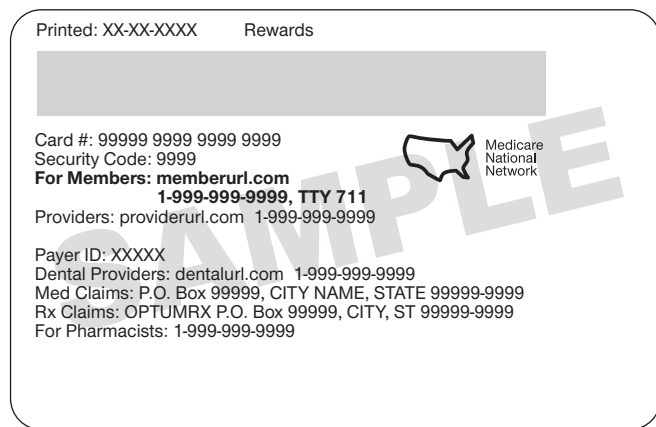 Printed: XX-XX-XXXX Rewards
Card #: 99999 9999 9999 9999
Security Code: 9999
For Members: memberurl.com
1-999-999-9999, TTY 711
Providers: providerurl.com 1-999-999-9999
Medicare
National
Network
Payer ID: XXXXX
Dental Providers: dentalurl.com 1-999-999-9999
Med Claims: P.O. Box 99999, CITY NAME, STATE 99999-9999
Rx Claims: OPTUMRX P.O. Box 99999, CITY, ST 99999-9999
For Pharmacists: 1-999-999-9999
SAMPLE